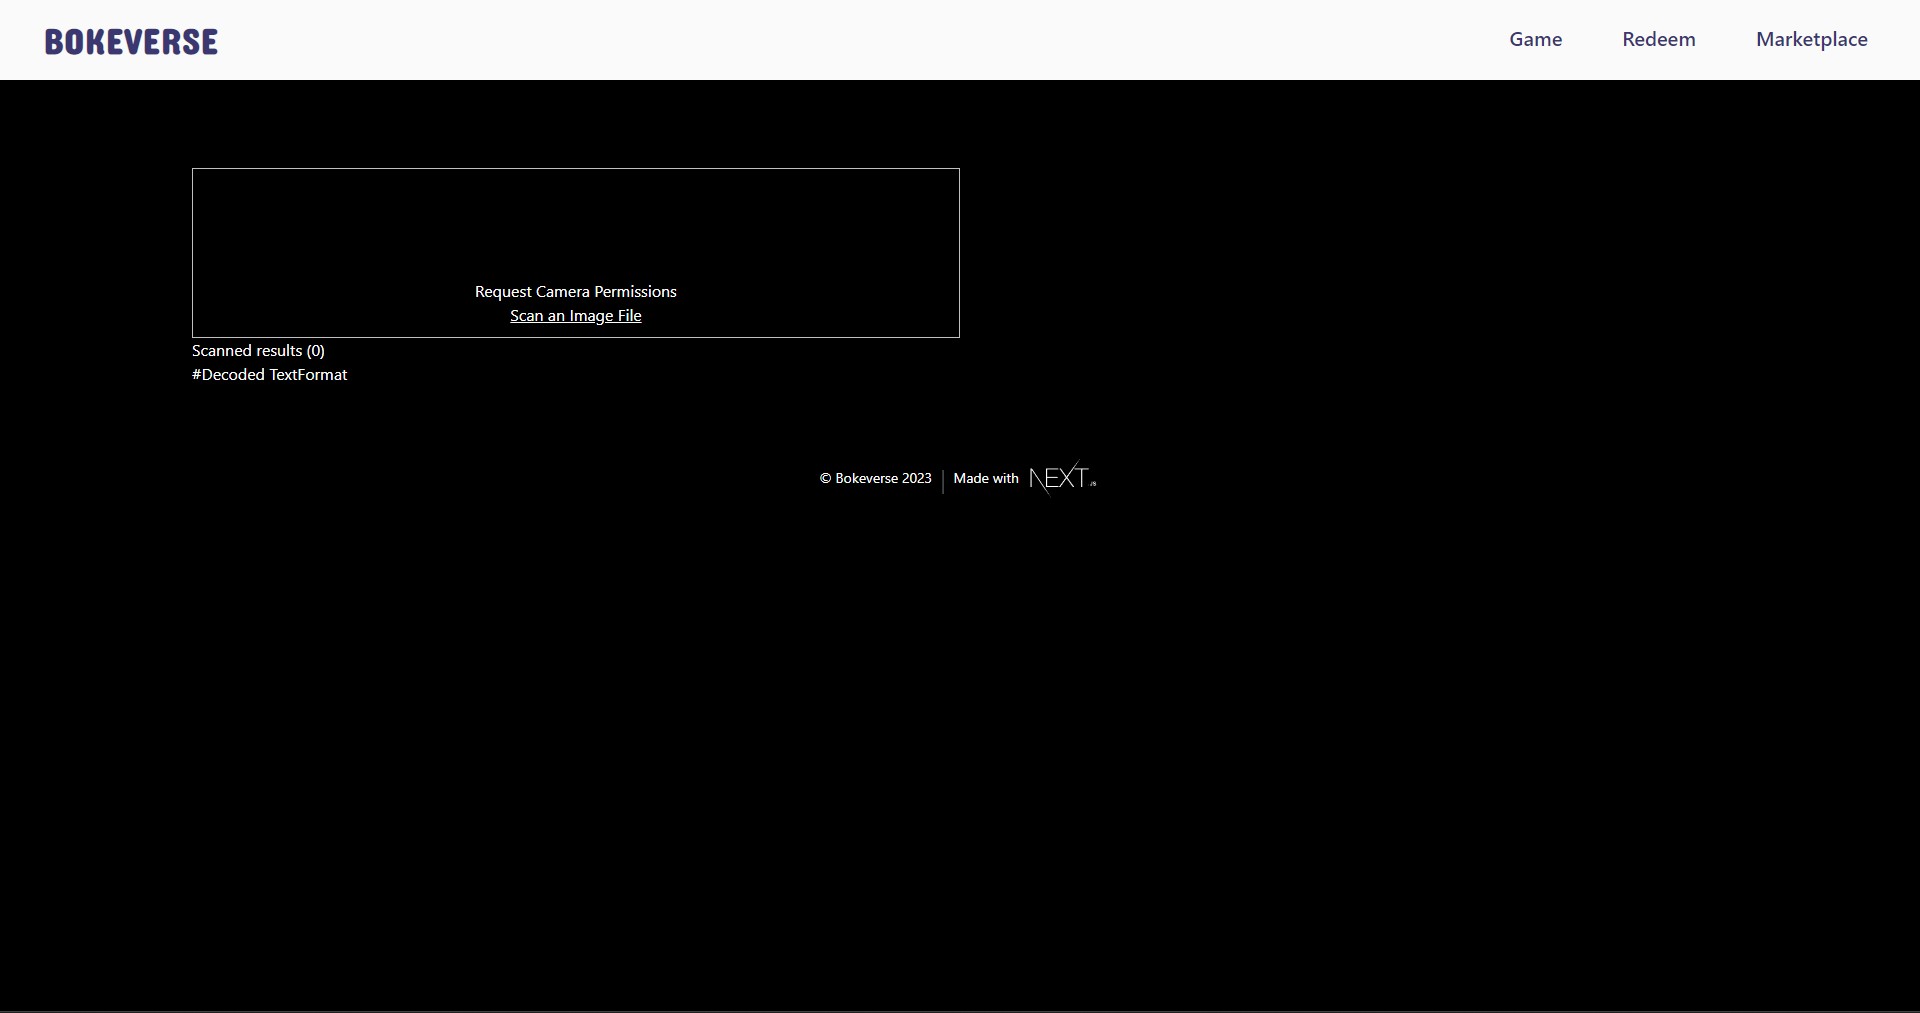 BOKEVERSE
Game Redeem Marketplace
Request Camera Permissions
Scan an Image File
Scanned results (0)
#Decoded TextFormat
© Bokeverse 2023 | Made with NEXT.JS